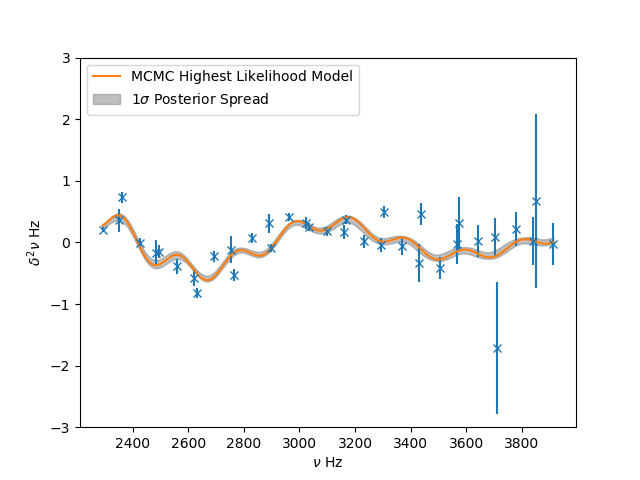 MCMC Highest Likelihood Model
1σ Posterior Spread
3
2
1
0
−1
−2
−3
δ²ν Hz
2400 2600 2800 3000 3200 3400 3600 3800
ν Hz